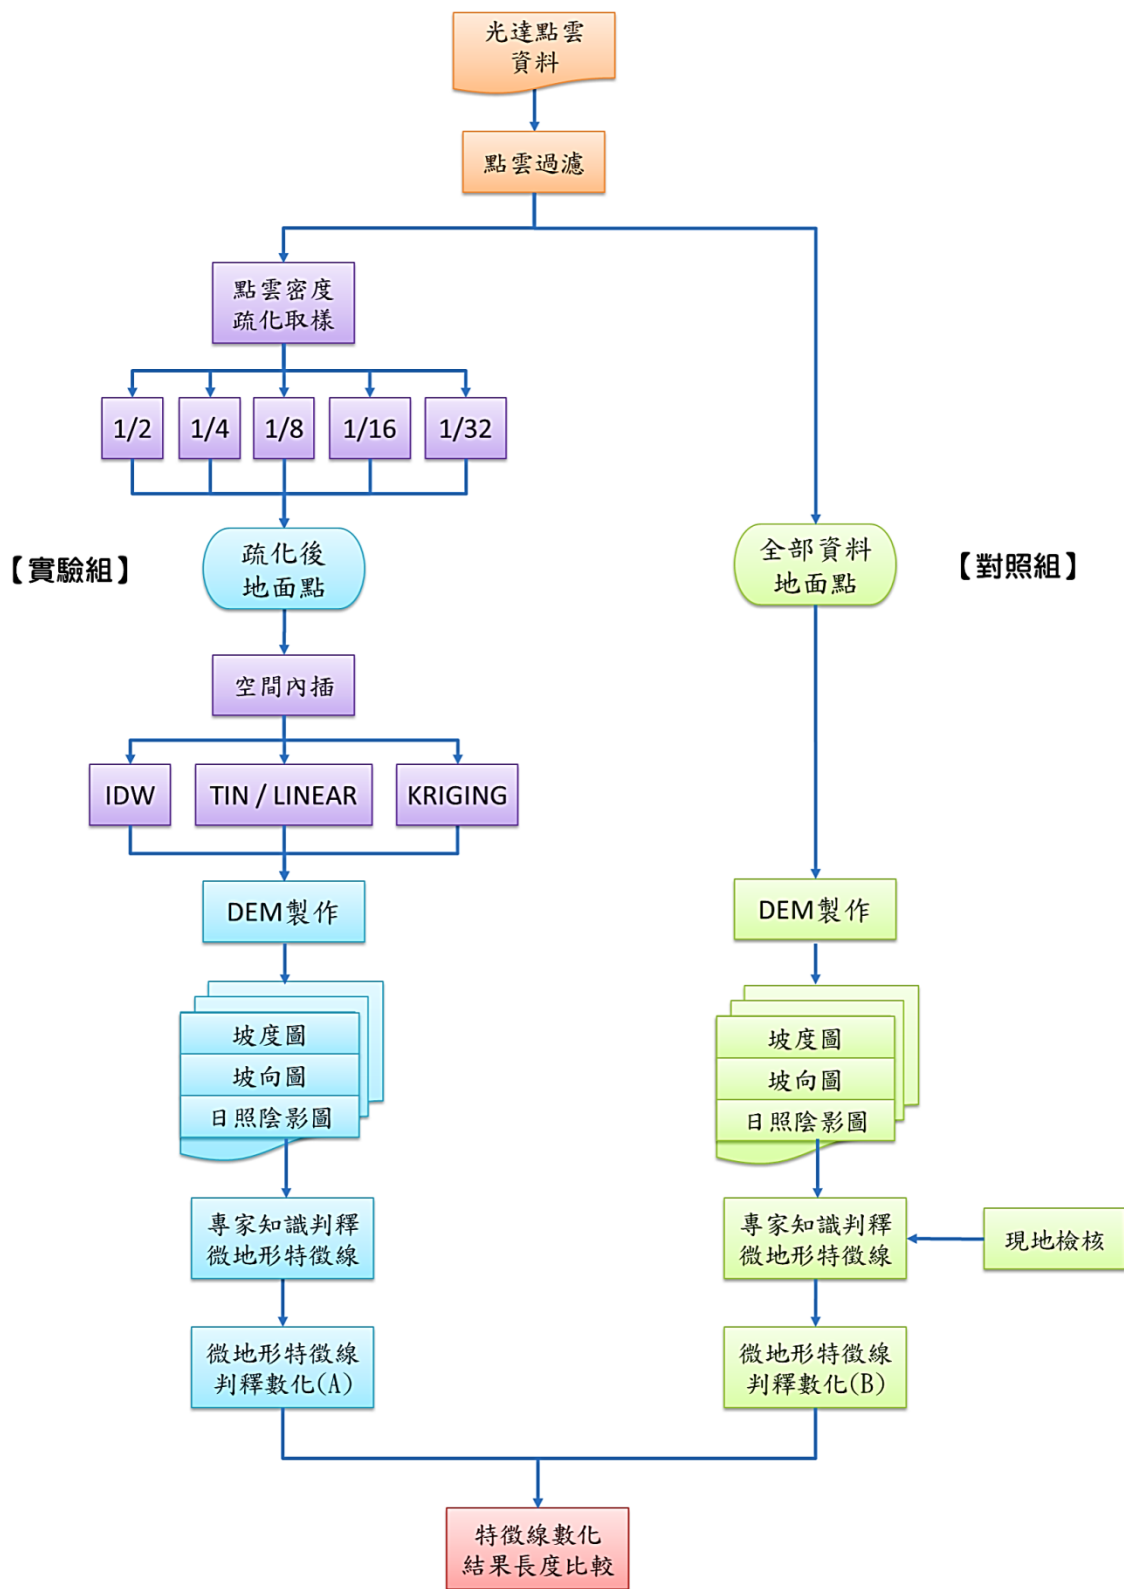 光達點雲
資料
點雲過濾
點雲密度
疏化取樣
1/2
1/4
1/8
1/16
1/32
【實驗組】
疏化後
地面點
全部資料
地面點
【對照組】
空間內插
IDW
TIN / LINEAR
KRIGING
DEM製作
DEM製作
坡度圖
坡向圖
日照陰影圖
坡度圖
坡向圖
日照陰影圖
專家知識判釋
微地形特徵線
專家知識判釋
微地形特徵線
現地檢核
微地形特徵線
判釋數化(A)
微地形特徵線
判釋數化(B)
特徵線數化
結果長度比較